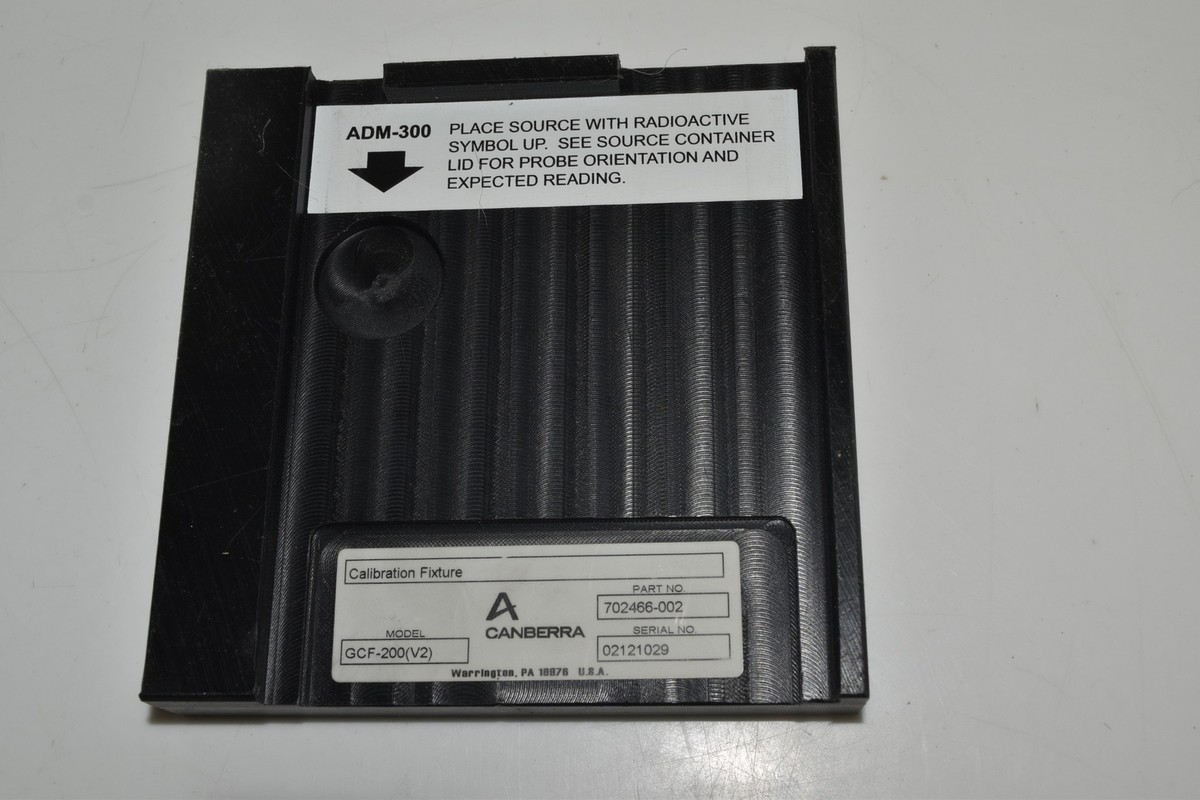 ADM-300
PLACE SOURCE WITH RADIOACTIVE
SYMBOL UP. SEE SOURCE CONTAINER
LID FOR PROBE ORIENTATION AND
EXPECTED READING.
Calibration Fixture
PART NO.
702466-002
CANBERRA
MODEL
SERIAL NO.
GCF-200(V2)
02121029
Warrington, PA 18976 U.S.A.